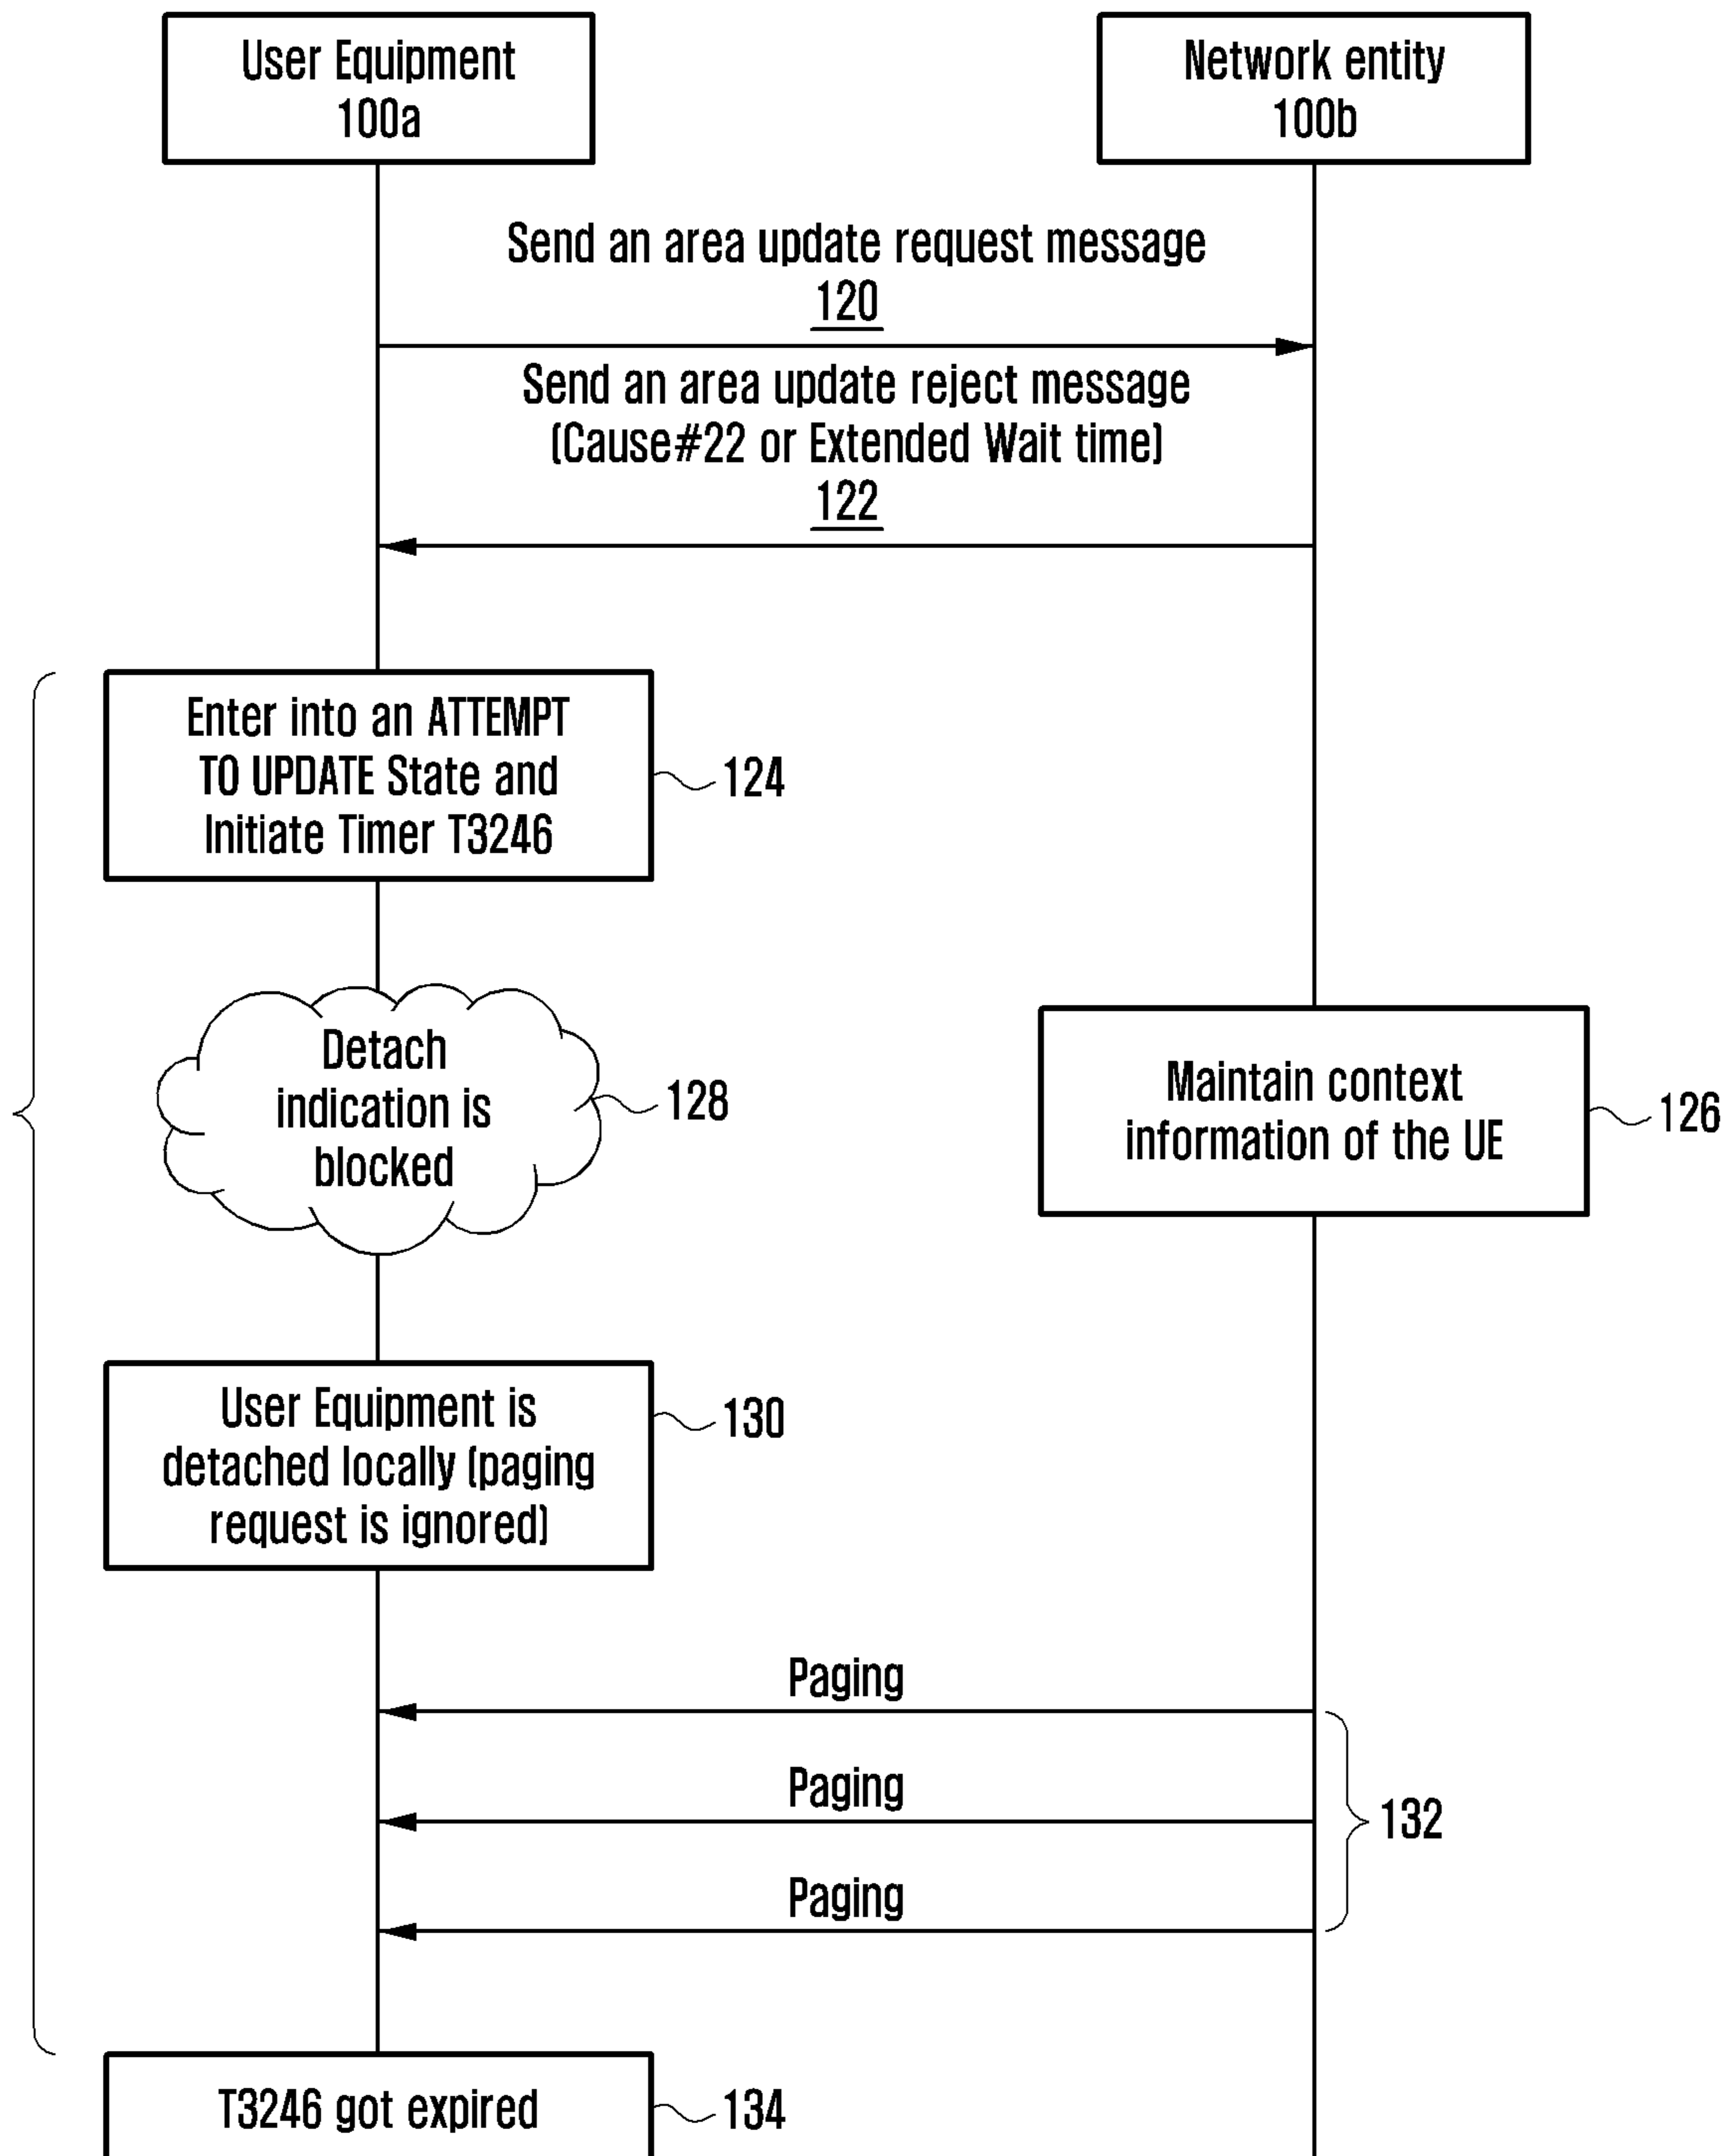 User Equipment
100a
Network entity
100b
Send an area update request message
120
Send an area update reject message
(Cause#22 or Extended Wait time)
122
Enter into an ATTEMPT
TO UPDATE State and
Initiate Timer T3246
124
Detach
indication is
blocked
128
Maintain context
information of the UE
126
User Equipment is
detached locally (paging
request is ignored)
130
Paging
Paging
132
Paging
T3246 got expired
134